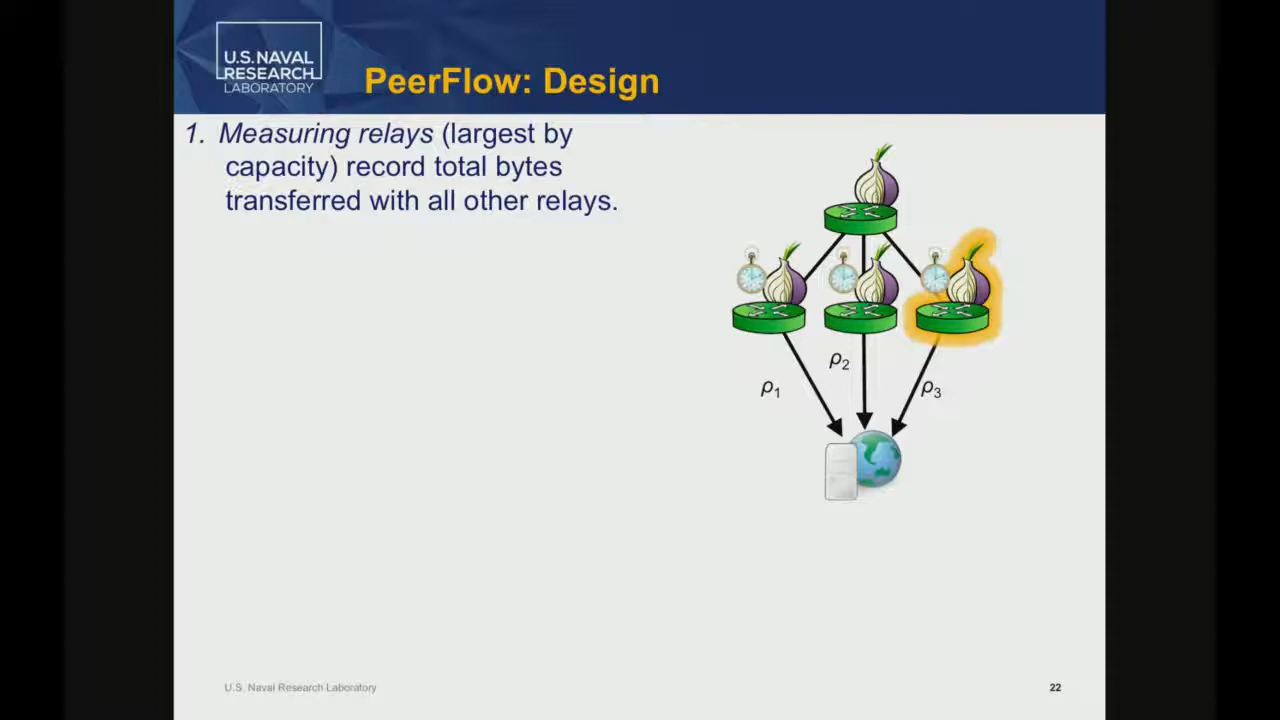 U.S. NAVAL
RESEARCH
LABORATORY
PeerFlow: Design
1. Measuring relays (largest by
capacity) record total bytes
transferred with all other relays.
ρ2
ρ1
ρ3
U.S. Naval Research Laboratory
22